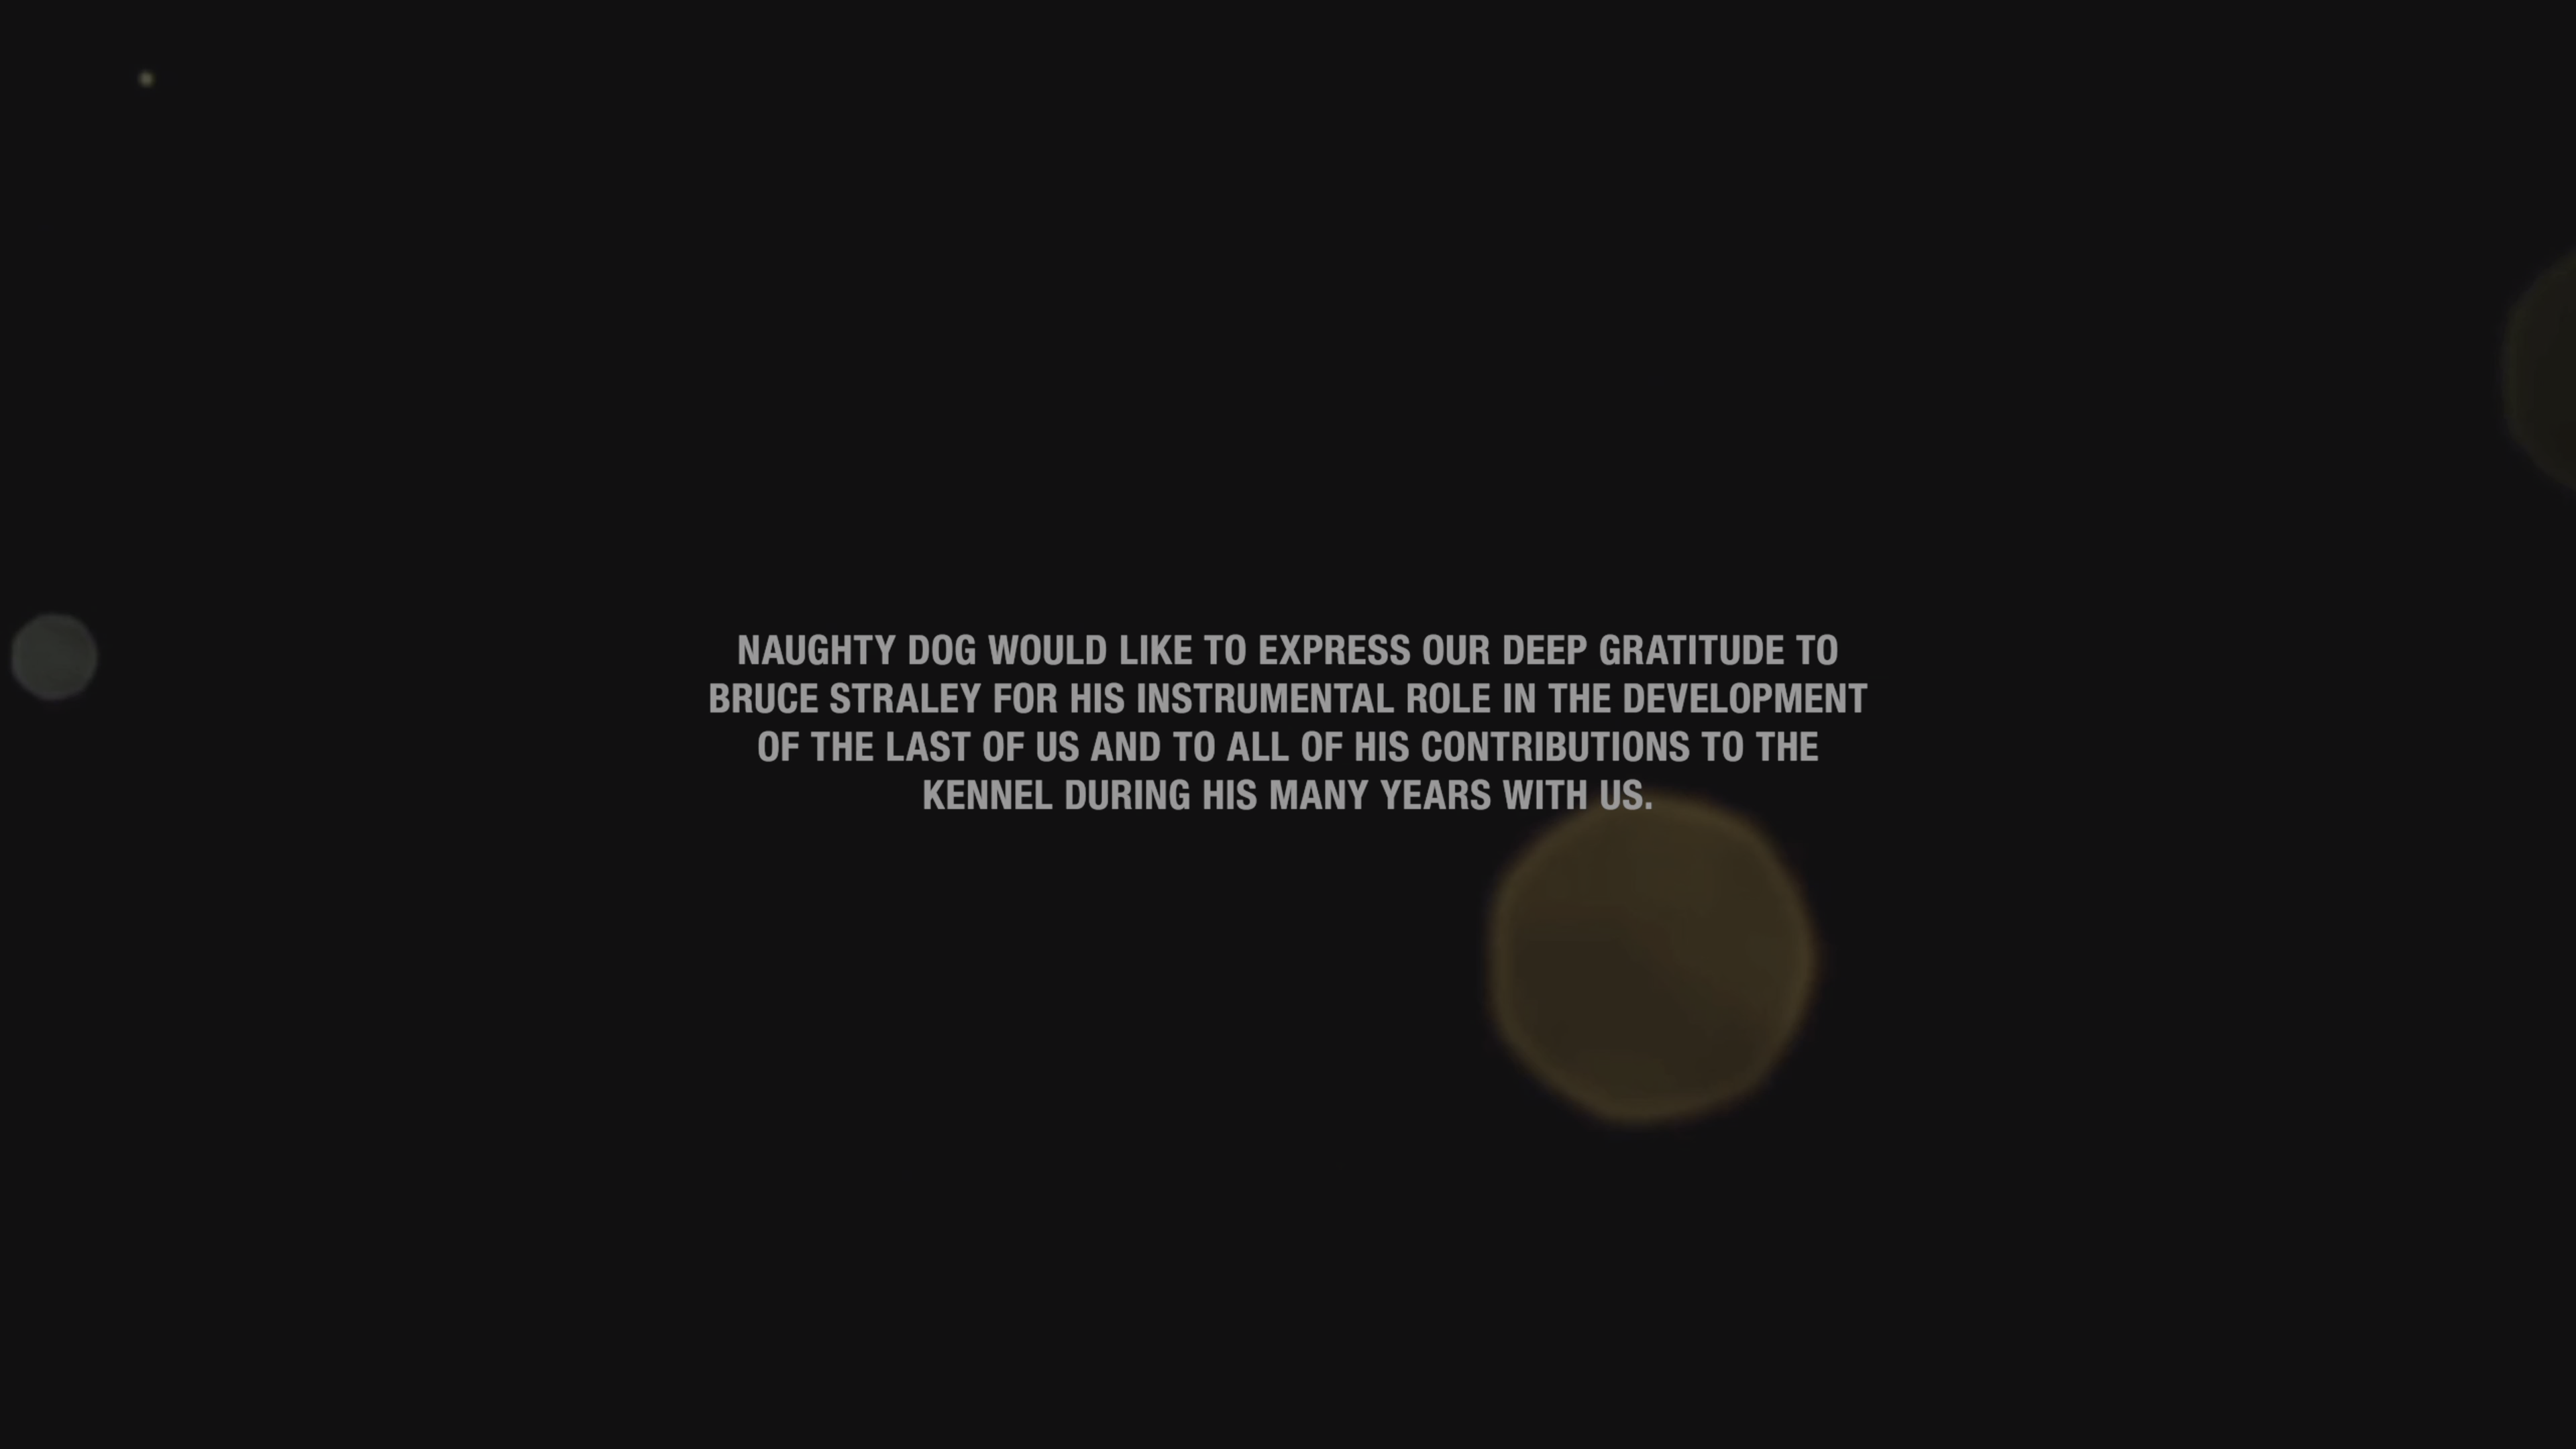 NAUGHTY DOG WOULD LIKE TO EXPRESS OUR DEEP GRATITUDE TO
BRUCE STRALEY FOR HIS INSTRUMENTAL ROLE IN THE DEVELOPMENT
OF THE LAST OF US AND TO ALL OF HIS CONTRIBUTIONS TO THE
KENNEL DURING HIS MANY YEARS WITH US.